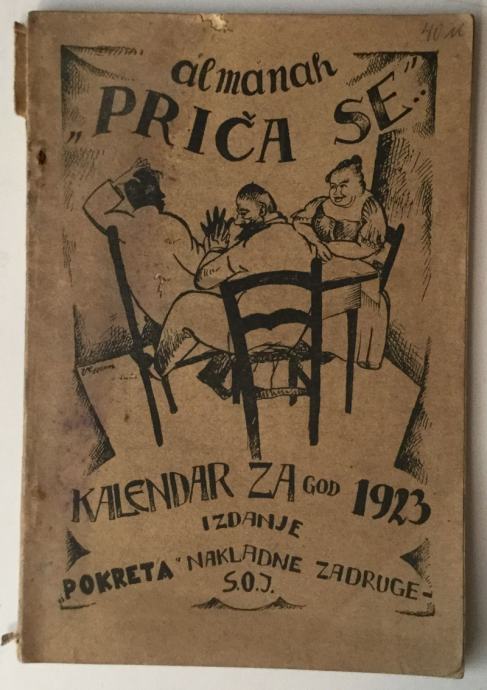 40
almanah
"PRIČA SE.."
KALENDAR ZA GOD 1923
IZDANJE
"POKRETA" NAKLADNE ZADRUGE-
S.O.J.